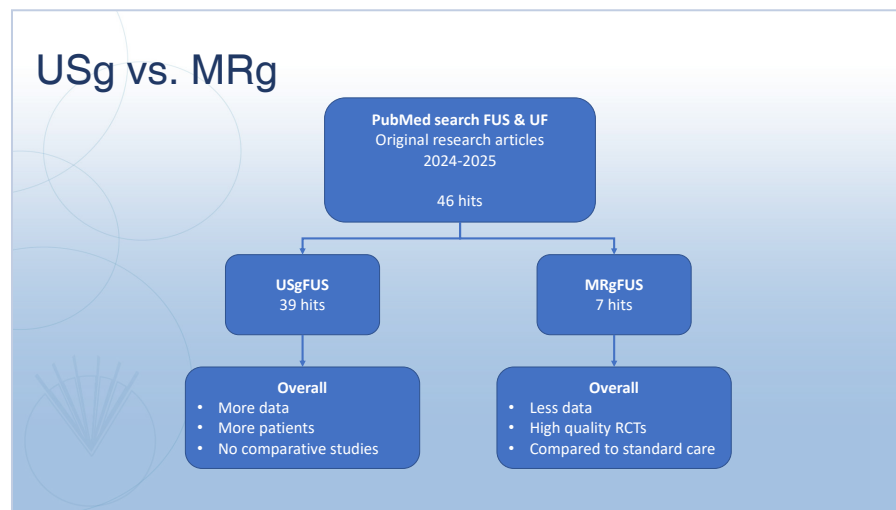 USg vs. MRg
PubMed search FUS & UF
Original research articles
2024-2025
46 hits
USgFUS
39 hits
MRgFUS
7 hits
Overall
• More data
• More patients
• No comparative studies
Overall
• Less data
• High quality RCTs
• Compared to standard care